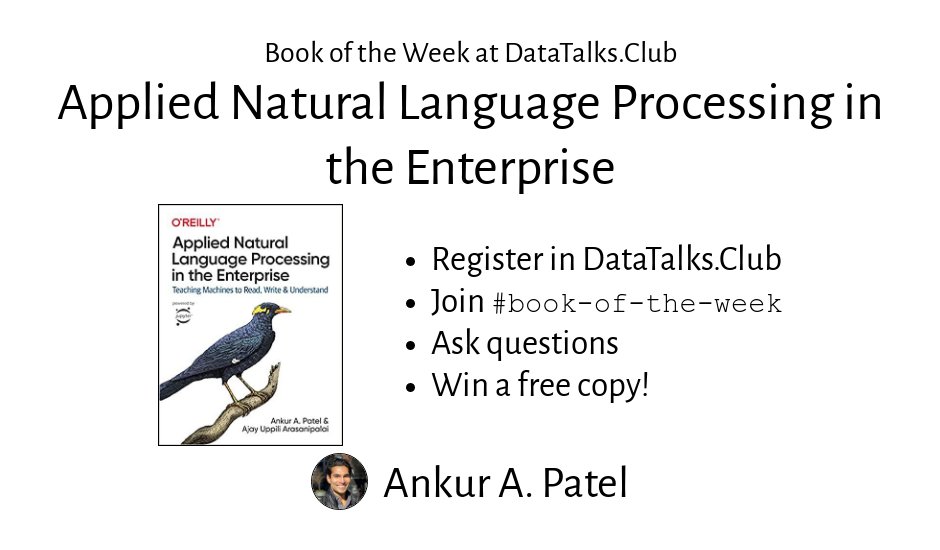 Book of the Week at DataTalks.Club
Applied Natural Language Processing in
the Enterprise
O'REILLY
Applied Natural
Language Processing
in the Enterprise
Teaching Machines to Read, Write & Understand
powered by
jupyter
Ankur A. Patel &
Ajay Uppili Arasanipalai
• Register in DataTalks.Club
• Join #book-of-the-week
• Ask questions
• Win a free copy!
Ankur A. Patel